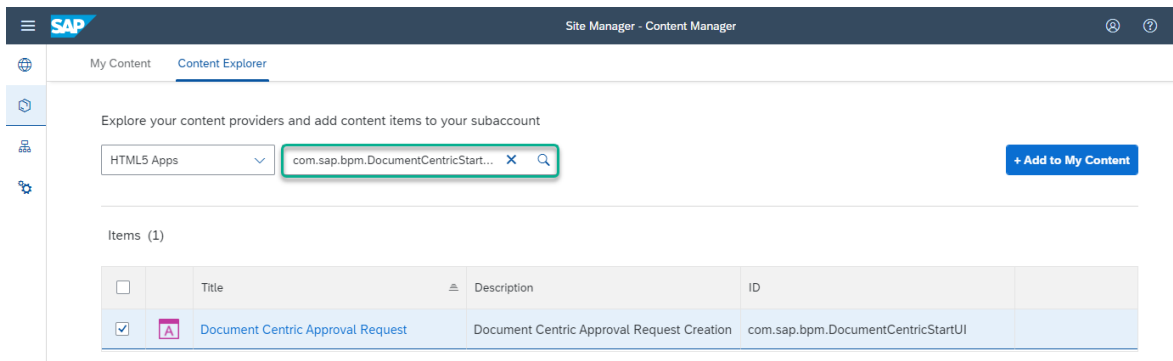 SAP
Site Manager - Content Manager
My Content Content Explorer
Explore your content providers and add content items to your subaccount
HTML5 Apps com.sap.bpm.DocumentCentricStart... + Add to My Content
Items (1)
Title Description ID
A Document Centric Approval Request Document Centric Approval Request Creation com.sap.bpm.DocumentCentricStartUI